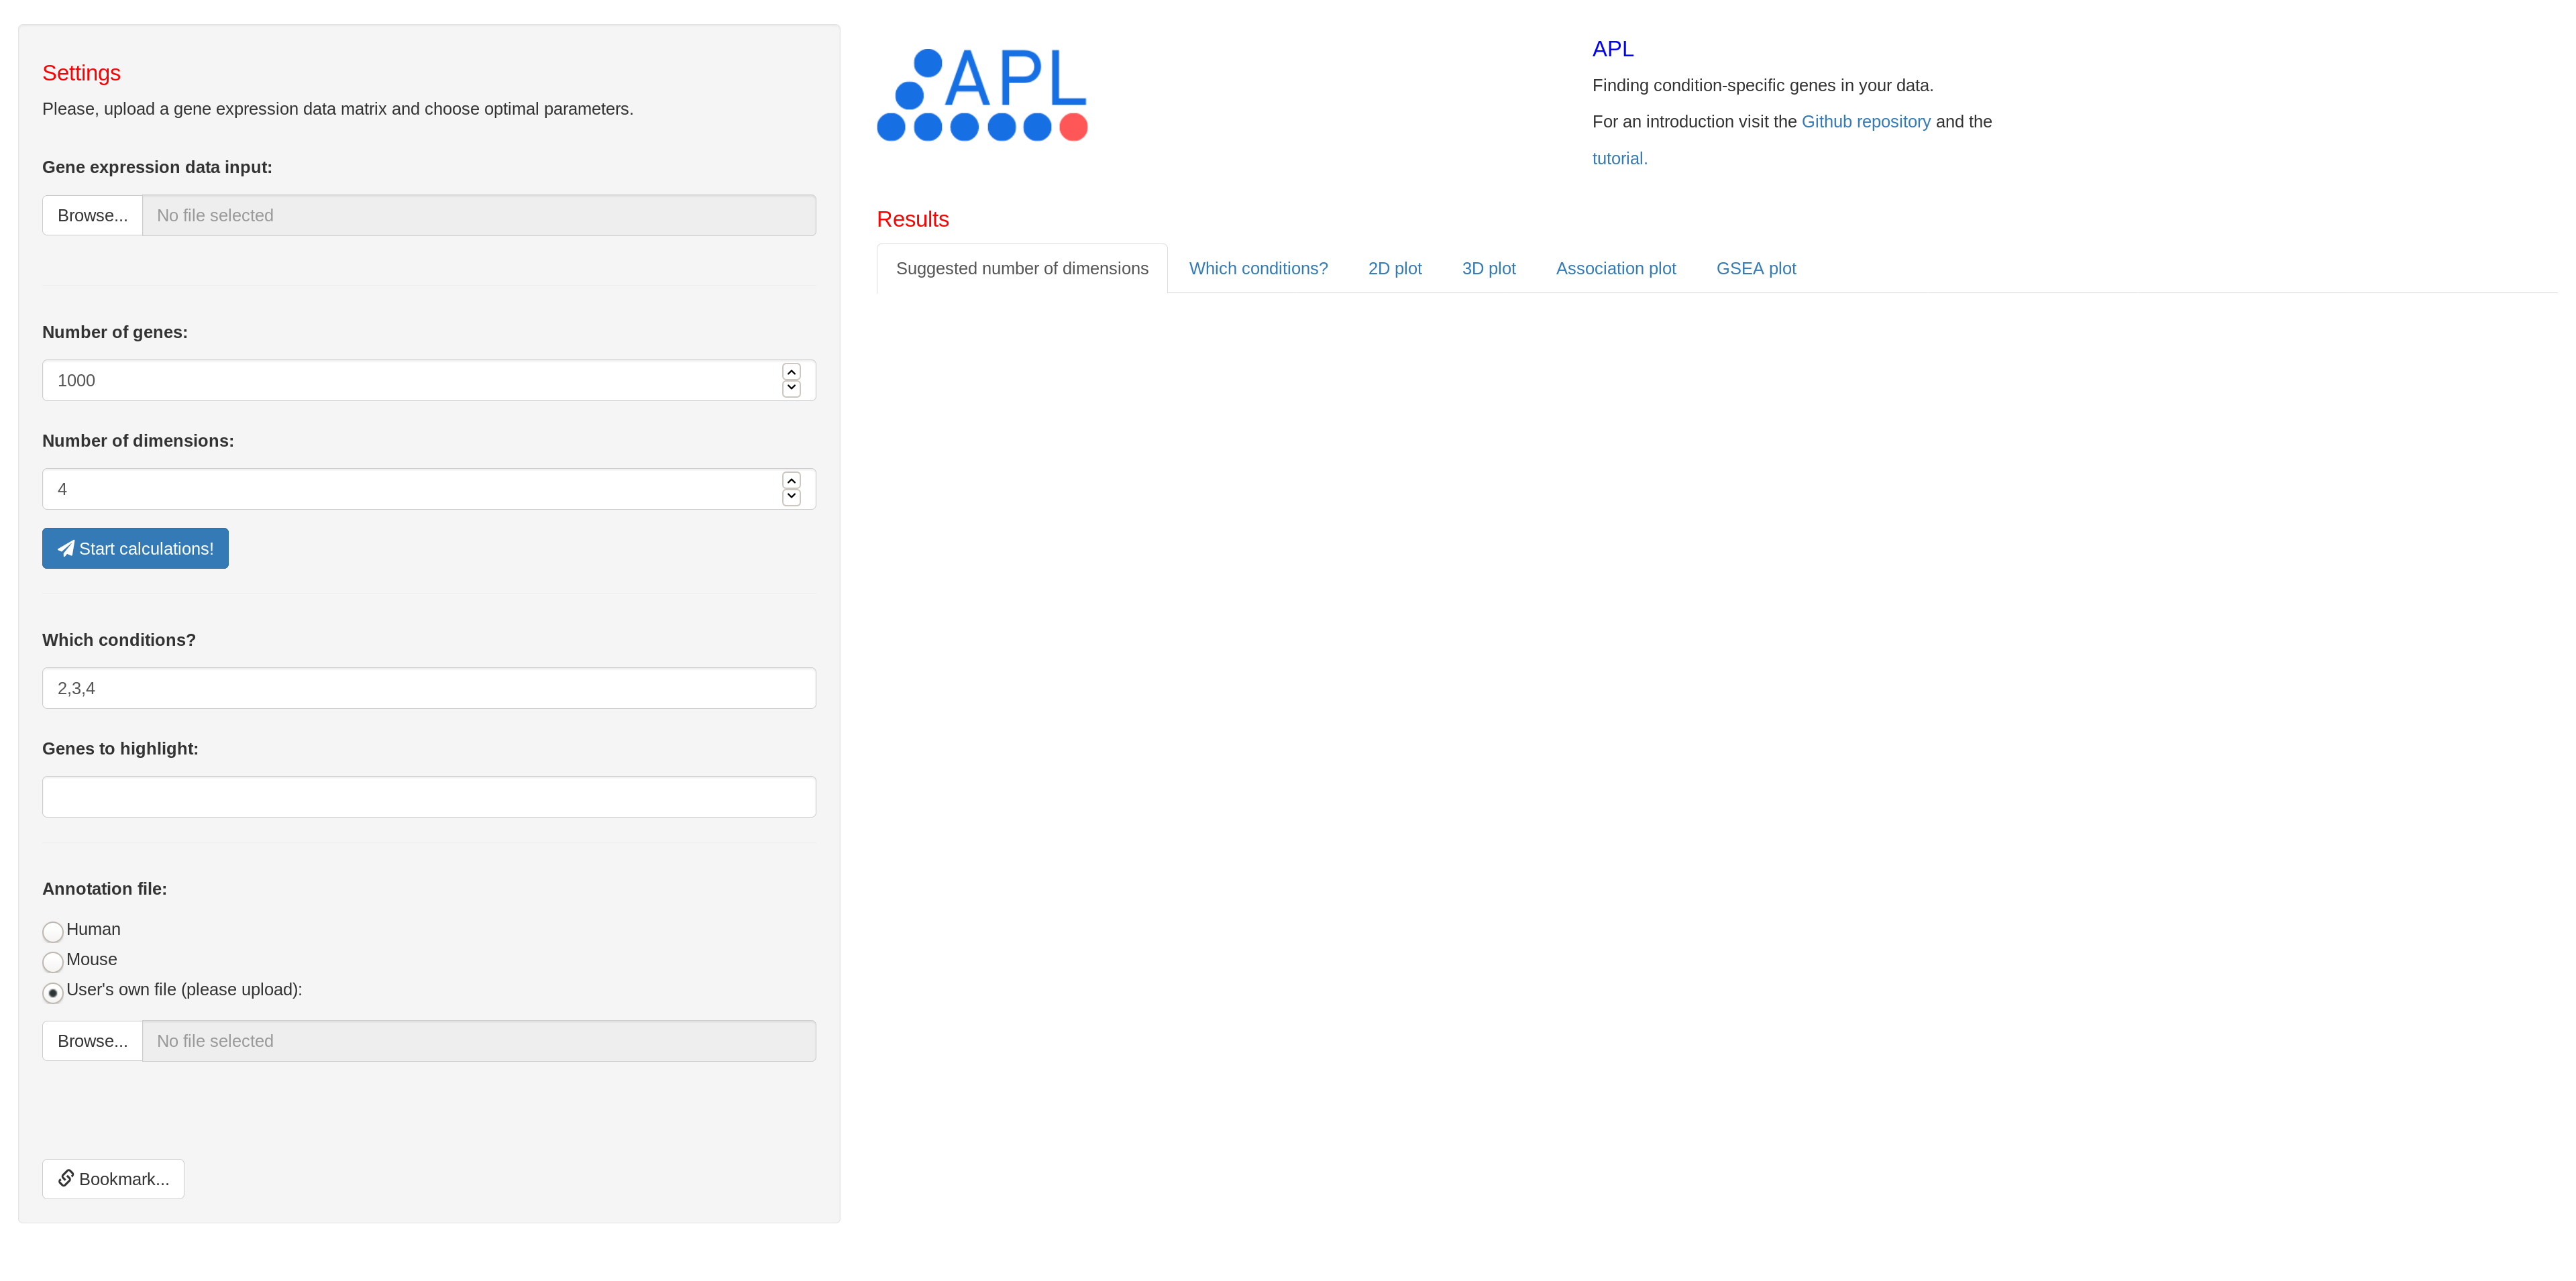 Settings
Please, upload a gene expression data matrix and choose optimal parameters.
Gene expression data input:
Browse... No file selected
Number of genes:
1000
Number of dimensions:
4
Start calculations!
Which conditions?
2,3,4
Genes to highlight:
Annotation file:
Human
Mouse
User's own file (please upload):
Browse... No file selected
Bookmark...
APL
APL
Finding condition-specific genes in your data.
For an introduction visit the Github repository and the
tutorial.
Results
Suggested number of dimensions Which conditions? 2D plot 3D plot Association plot GSEA plot